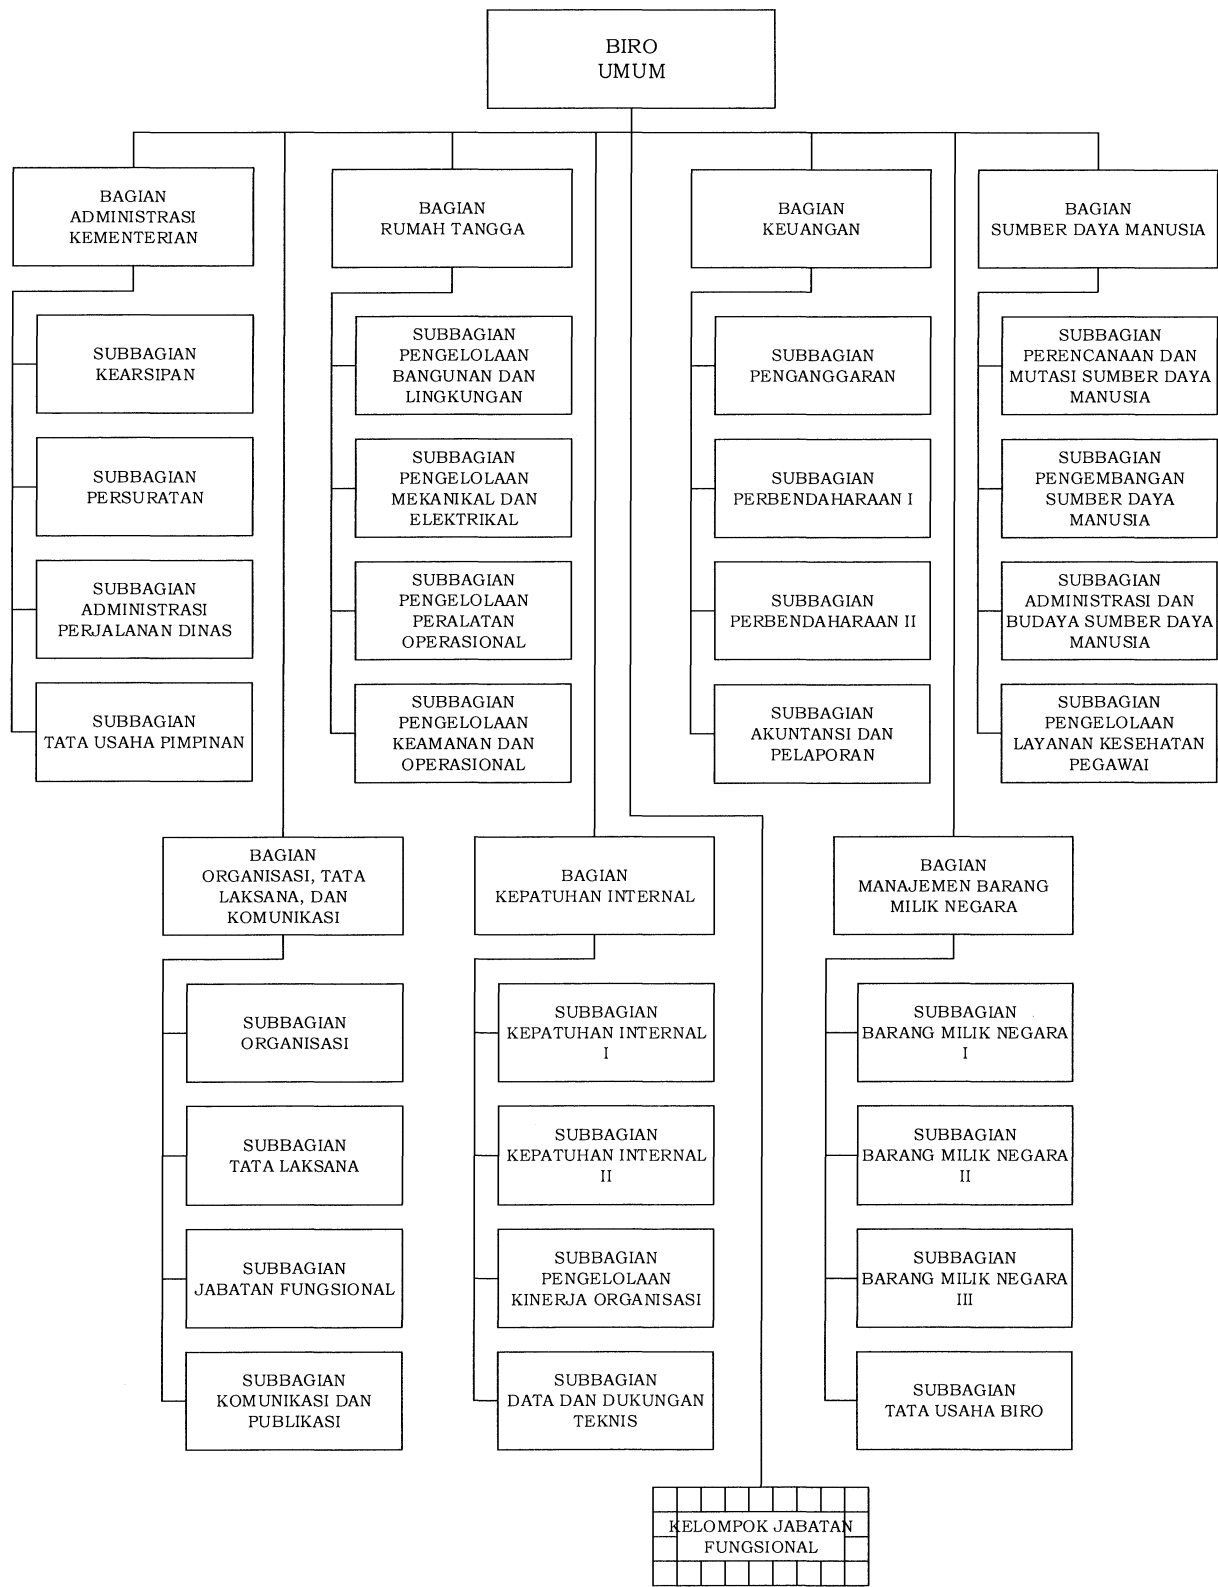 BIRO
UMUM
BAGIAN
ADMINISTRASI
KEMENTERIAN
BAGIAN
RUMAH TANGGA
BAGIAN
KEUANGAN
BAGIAN
SUMBER DAYA MANUSIA
SUBBAGIAN
KEARSIPAN
SUBBAGIAN
PERSURATAN
SUBBAGIAN
ADMINISTRASI
PERJALANAN DINAS
SUBBAGIAN
TATA USAHA PIMPINAN
SUBBAGIAN
PENGELOLAAN
BANGUNAN DAN
LINGKUNGAN
SUBBAGIAN
PENGELOLAAN
MEKANIKAL DAN
ELEKTRIKAL
SUBBAGIAN
PENGELOLAAN
PERALATAN
OPERASIONAL
SUBBAGIAN
PENGELOLAAN
KEAMANAN DAN
OPERASIONAL
SUBBAGIAN
PENGANGGARAN
SUBBAGIAN
PERBENDAHARAAN I
SUBBAGIAN
PERBENDAHARAAN II
SUBBAGIAN
AKUNTANSI DAN
PELAPORAN
SUBBAGIAN
PERENCANAAN DAN
MUTASI SUMBER DAYA
MANUSIA
SUBBAGIAN
PENGEMBANGAN
SUMBER DAYA
MANUSIA
SUBBAGIAN
ADMINISTRASI DAN
BUDAYA SUMBER DAYA
MANUSIA
SUBBAGIAN
PENGELOLAAN
LAYANAN KESEHATAN
PEGAWAI
BAGIAN
ORGANISASI, TATA
LAKSANA, DAN
KOMUNIKASI
BAGIAN
KEPATUHAN INTERNAL
BAGIAN
MANAJEMEN BARANG
MILIK NEGARA
SUBBAGIAN
ORGANISASI
SUBBAGIAN
TATA LAKSANA
SUBBAGIAN
JABATAN FUNGSIONAL
SUBBAGIAN
KOMUNIKASI DAN
PUBLIKASI
SUBBAGIAN
KEPATUHAN INTERNAL
I
SUBBAGIAN
KEPATUHAN INTERNAL
II
SUBBAGIAN
PENGELOLAAN
KINERJA ORGANISASI
SUBBAGIAN
DATA DAN DUKUNGAN
TEKNIS
SUBBAGIAN
BARANG MILIK NEGARA
I
SUBBAGIAN
BARANG MILIK NEGARA
II
SUBBAGIAN
BARANG MILIK NEGARA
III
SUBBAGIAN
TATA USAHA BIRO
KELOMPOK JABATAN
FUNGSIONAL